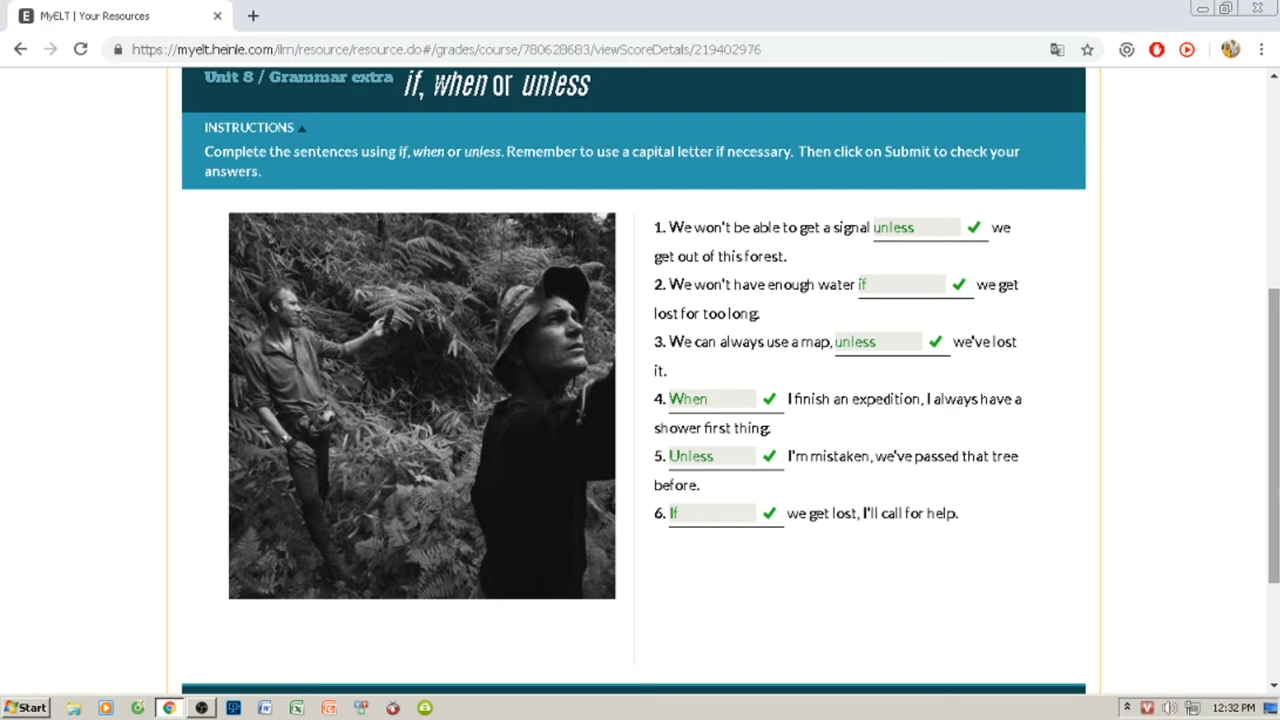 MyELT | Your Resources
https://myelt.heinle.com/ilrn/resource/resource.do#/grades/course/780628683/viewScoreDetails/219402976
Unit 8 / Grammar extra if, when or unless
INSTRUCTIONS
Complete the sentences using if, when or unless. Remember to use a capital letter if necessary. Then click on Submit to check your
answers.
1. We won't be able to get a signal unless we
get out of this forest.
2. We won't have enough water if we get
lost for too long.
3. We can always use a map, unless we've lost
it.
4. When I finish an expedition, I always have a
shower first thing.
5. Unless I'm mistaken, we've passed that tree
before.
6. If we get lost, I'll call for help.
Start
12:32 PM